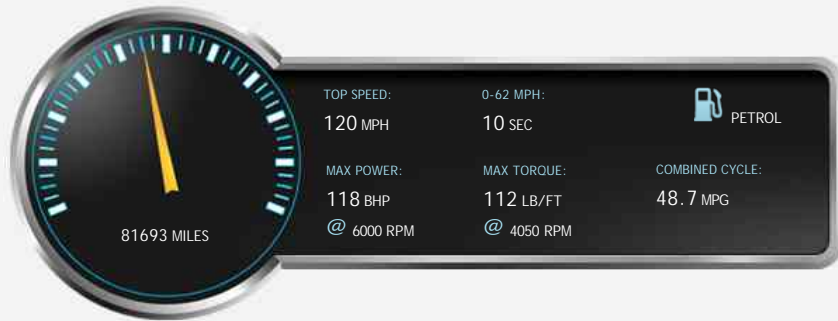 81693 MILES
TOP SPEED:
120 MPH
0-62 MPH:
10 SEC
PETROL
MAX POWER:
118 BHP
@ 6000 RPM
MAX TORQUE:
112 LB/FT
@ 4050 RPM
COMBINED CYCLE:
48.7 MPG